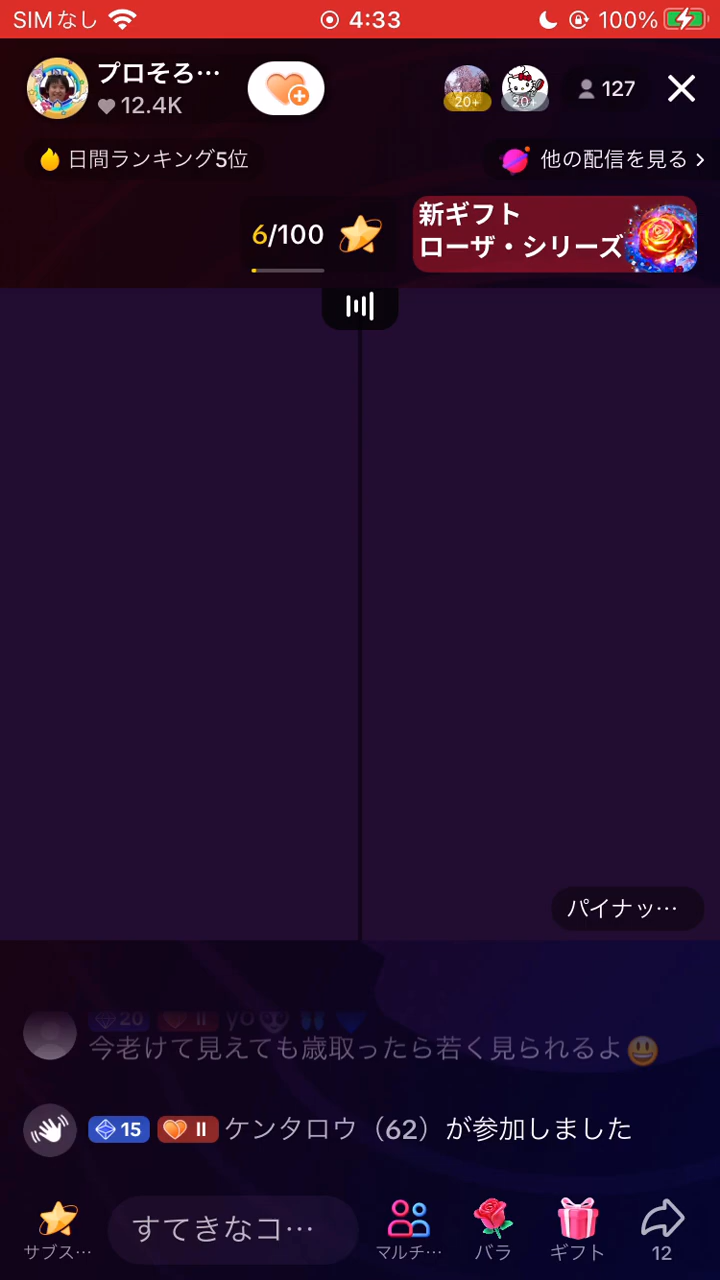 SIMなし 4:33 100%
プロそろ…
12.4K
20+ 20+ 127
日間ランキング5位
他の配信を見る
6/100
新ギフト
ローザ・シリーズ
パイナッ…
20 II yo
今老けて見えても歳取ったら若く見られるよ😃
15 II ケンタロウ（62）が参加しました
すてきなコ…
サブス… マルチ… バラ ギフト 12